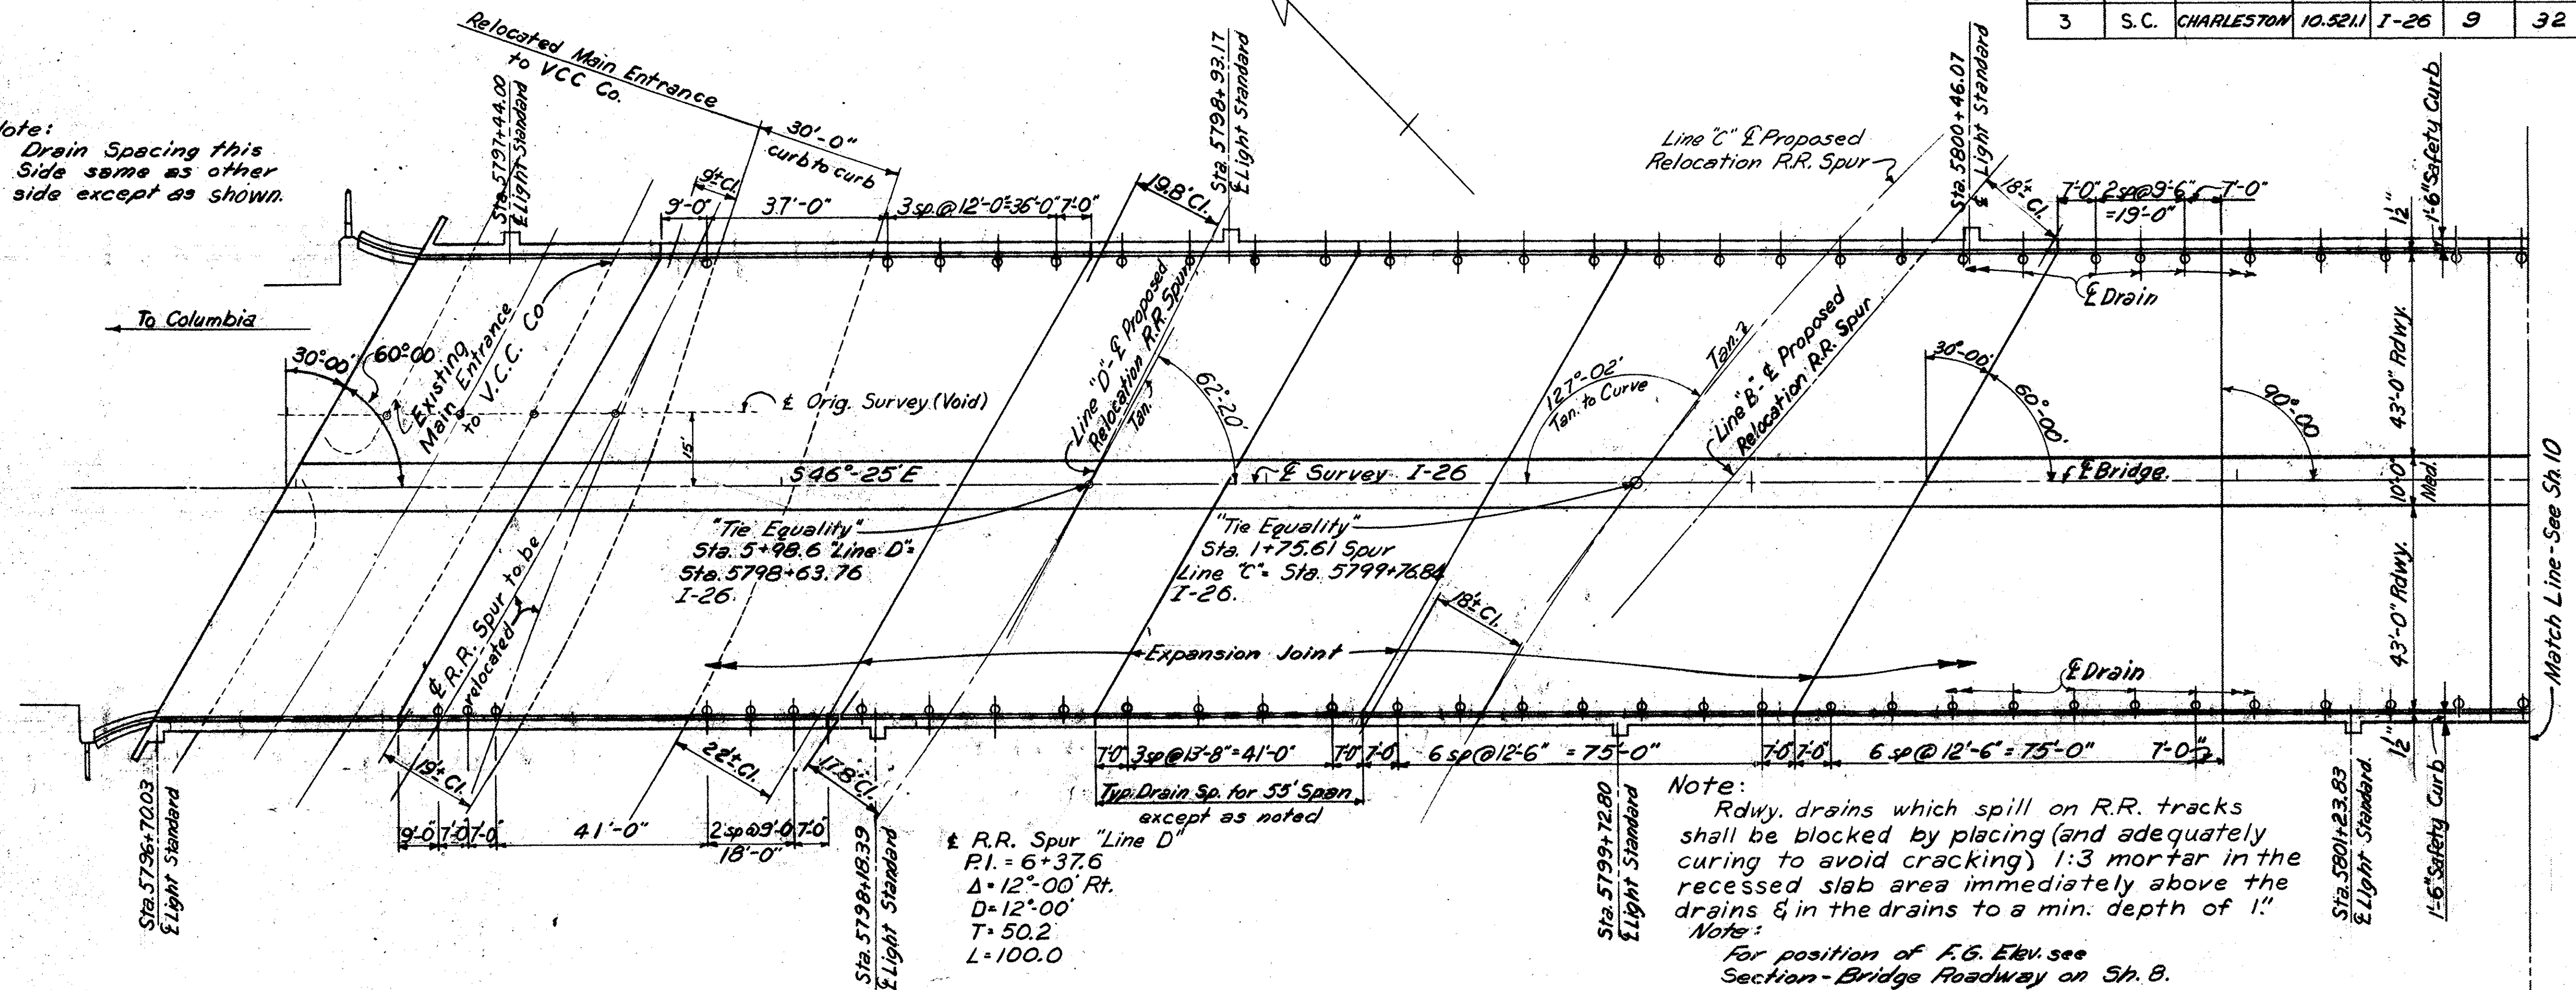 3 S.C. CHARLESTON 10.521.1 I-26 9 32
Relocated Main Entrance
to VCC Co.
Note:
Drain Spacing this
Side same as other
side except as shown.
Sta. 5797+44.00
℄ Light Standard
30'-0"
curb to curb
9'± Cl.
9'-0" 37'-0" 3 sp.@12'-0"=36'-0" 7'-0"
19.8' Cl.
Sta. 5798+93.17
℄ Light Standard
Line "C" ℄ Proposed
Relocation R.R. Spur
Sta. 5800+46.07
℄ Light Standard
18'± Cl.
7'-0" 2 sp@9'-6" 7'-0"
=19'-0"
1½"
1'-6" Safety Curb
℄ Drain
To Columbia
30°-00'
60°-00'
Existing
Main Entrance
to V.C.C. Co
℄ Orig. Survey (Void)
15'
Line "D"-℄ Proposed
Relocation R.R. Spur
Tan.
62°-20'
127°-02'
Tan. to Curve
Tan.
Line "B"-℄ Proposed
Relocation R.R. Spur
30°-00'
60°-00'
90°-00
43'-0" Rdwy.
10'-0"
Med.
43'-0" Rdwy.
S 46°-25' E
℄ Survey I-26
℄ Bridge.
Match Line-See Sh. 10
"Tie Equality"
Sta. 5+98.6 "Line D"=
Sta. 5798+63.76
I-26.
"Tie Equality"
Sta. 1+75.61 Spur
Line "C"= Sta. 5799+76.84
I-26.
℄ R.R. Spur to be
relocated
18'± Cl.
Expansion Joint
℄ Drain
19'± Cl.
22'± Cl.
17.8' Cl.
7'-0" 3 sp@13'-8"=41'-0" 7'-0" 7'-0" 6 sp@12'-6" = 75'-0" 7'-0" 7'-0" 6 sp@12'-6" = 75'-0" 7'-0"
Typ. Drain Sp. for 55' Span
except as noted
9'-0" 7'-0" 7'-0" 41'-0" 2 sp@9'-0 7'-0"
18'-0"
1½"
1'-6" Safety Curb
Sta. 5796+70.03
℄ Light Standard
Sta. 5798+18.39
℄ Light Standard
Sta. 5799+72.80
℄ Light Standard
Sta. 5801+23.83
℄ Light Standard.
℄ R.R. Spur "Line D"
P.I. = 6+37.6
Δ = 12°-00' Rt.
D = 12°-00'
T = 50.2
L = 100.0
Note:
Rdwy. drains which spill on R.R. tracks
shall be blocked by placing (and adequately
curing to avoid cracking) 1:3 mortar in the
recessed slab area immediately above the
drains & in the drains to a min. depth of 1".
Note:
For position of F.G. Elev. see
Section-Bridge Roadway on Sh. 8.